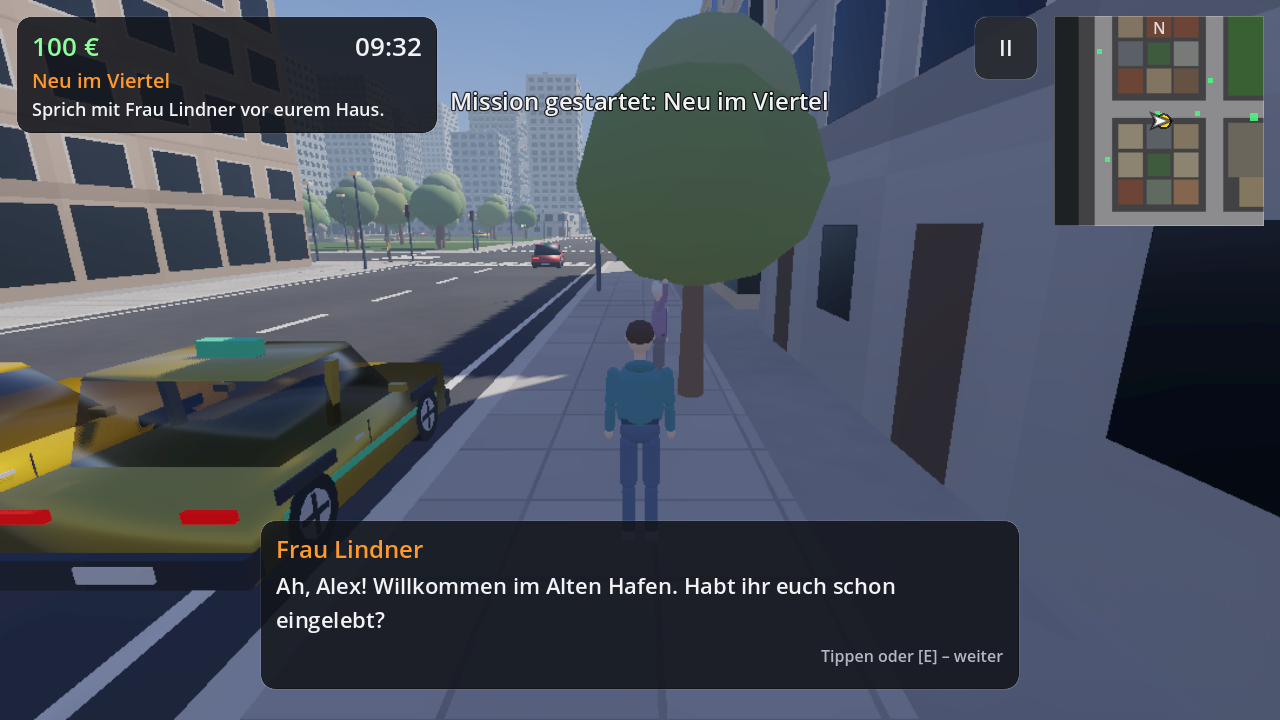 100 €
09:32
Neu im Viertel
Sprich mit Frau Lindner vor eurem Haus.
Mission gestartet: Neu im Viertel
N
Frau Lindner
Ah, Alex! Willkommen im Alten Hafen. Habt ihr euch schon
eingelebt?
Tippen oder [E] – weiter